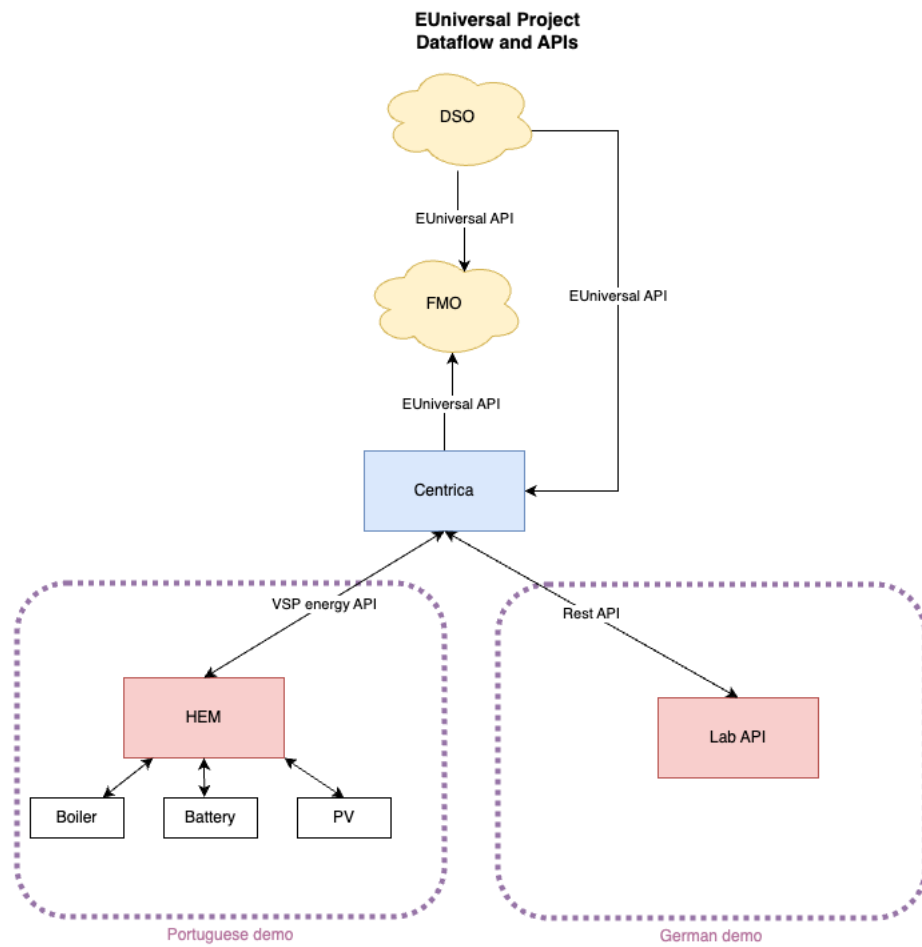 EUniversal Project
Dataflow and APIs
DSO
EUniversal API
EUniversal API
FMO
EUniversal API
Centrica
VSP energy API
Rest API
HEM
Lab API
Boiler
Battery
PV
Portuguese demo
German demo